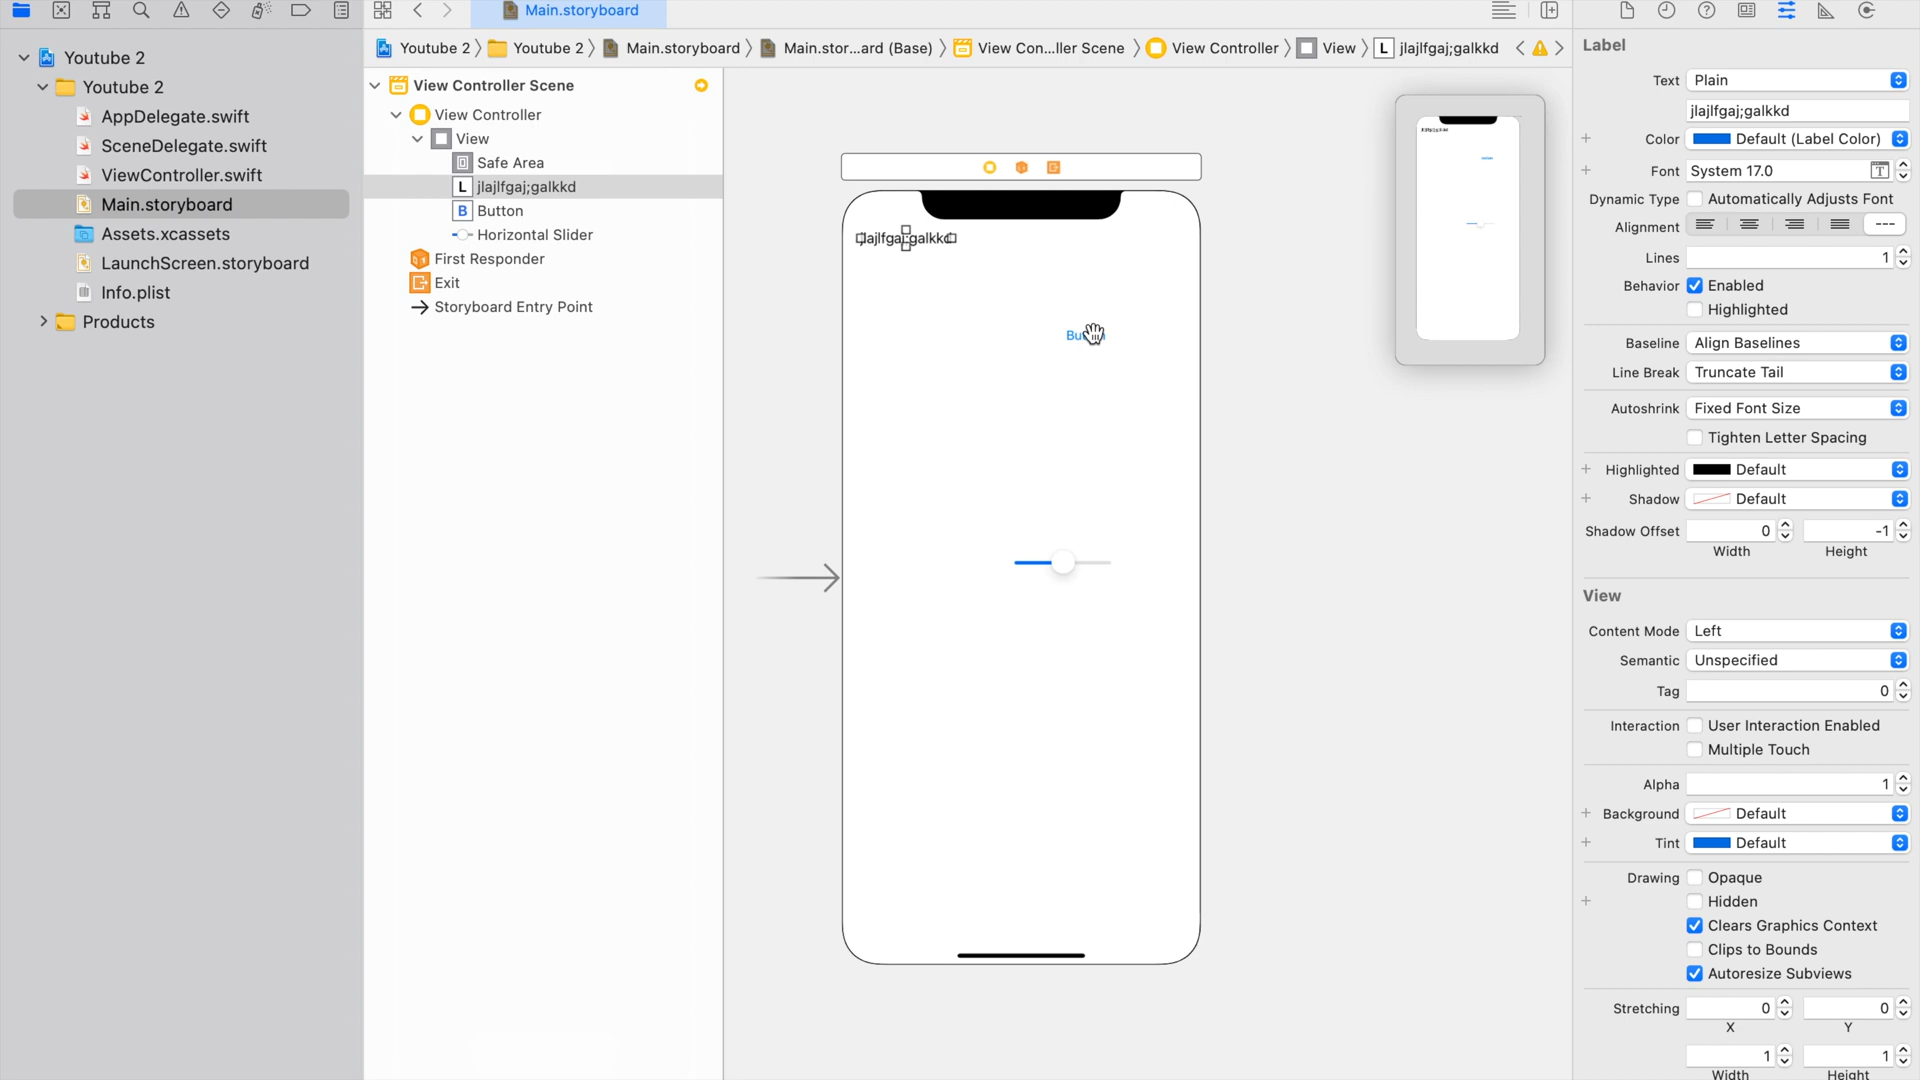 Main.storyboard
Youtube 2
Youtube 2
AppDelegate.swift
SceneDelegate.swift
ViewController.swift
Main.storyboard
Assets.xcassets
LaunchScreen.storyboard
Info.plist
Products
Youtube 2 Youtube 2 Main.storyboard Main.stor...ard (Base) View Con...ller Scene View Controller View L jlajlfgaj;galkkd
View Controller Scene
View Controller
View
Safe Area
L jlajlfgaj;galkkd
B Button
Horizontal Slider
First Responder
Exit
Storyboard Entry Point
jlajlfgaj;galkkd
Label
Text Plain
jlajlfgaj;galkkd
Color Default (Label Color)
Font System 17.0 T
Dynamic Type Automatically Adjusts Font
Alignment ---
Lines 1
Behavior Enabled
Highlighted
Baseline Align Baselines
Line Break Truncate Tail
Autoshrink Fixed Font Size
Tighten Letter Spacing
Highlighted Default
Shadow Default
Shadow Offset 0 -1
Width Height
View
Content Mode Left
Semantic Unspecified
Tag 0
Interaction User Interaction Enabled
Multiple Touch
Alpha 1
Background Default
Tint Default
Drawing Opaque
Hidden
Clears Graphics Context
Clips to Bounds
Autoresize Subviews
Stretching 0 0
X Y
1 1
Width Height